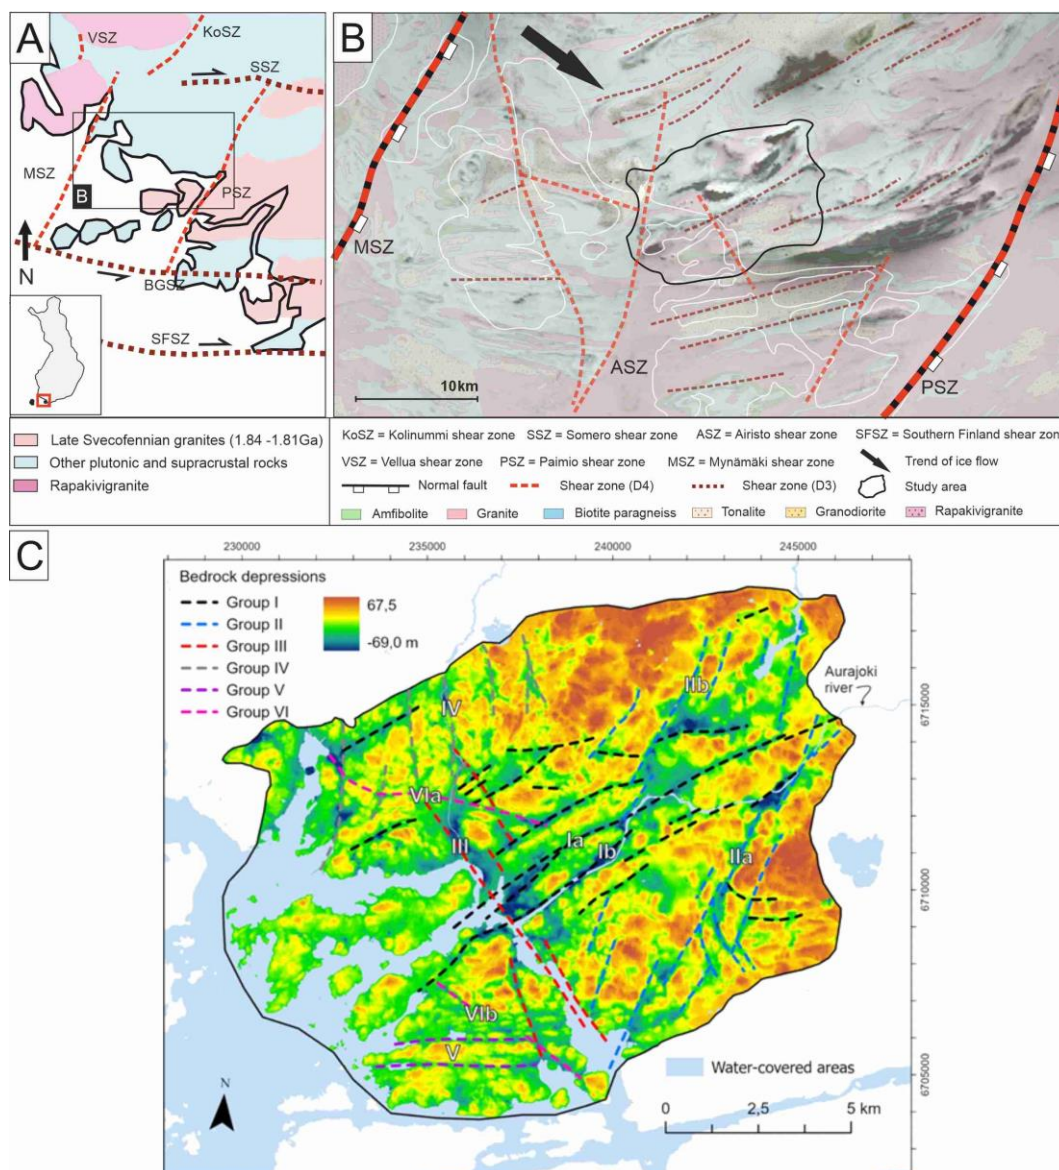 A
VSZ
KoSZ
SSZ
MSZ
PSZ
B
N
BGSZ
SFSZ
B
MSZ
ASZ
PSZ
10km
Late Svecofennian granites (1.84 -1.81Ga)
Other plutonic and supracrustal rocks
Rapakivigranite
KoSZ = Kolinummi shear zone SSZ = Somero shear zone ASZ = Airisto shear zone SFSZ = Southern Finland shear zon
VSZ = Vellua shear zone PSZ = Paimio shear zone MSZ = Mynämäki shear zone Trend of ice flow
Normal fault Shear zone (D4) Shear zone (D3) Study area
Amfibolite Granite Biotite paragneiss Tonalite Granodiorite Rapakivigranite
C
230000 235000 240000 245000
Bedrock depressions
Group I
Group II
Group III
Group IV
Group V
Group VI
67,5
-69,0 m
Aurajoki
river
6715000
6710000
6705000
IIb
IV
VIa
III
Ia
Ib
IIa
VIb
V
N
Water-covered areas
0 2,5 5 km